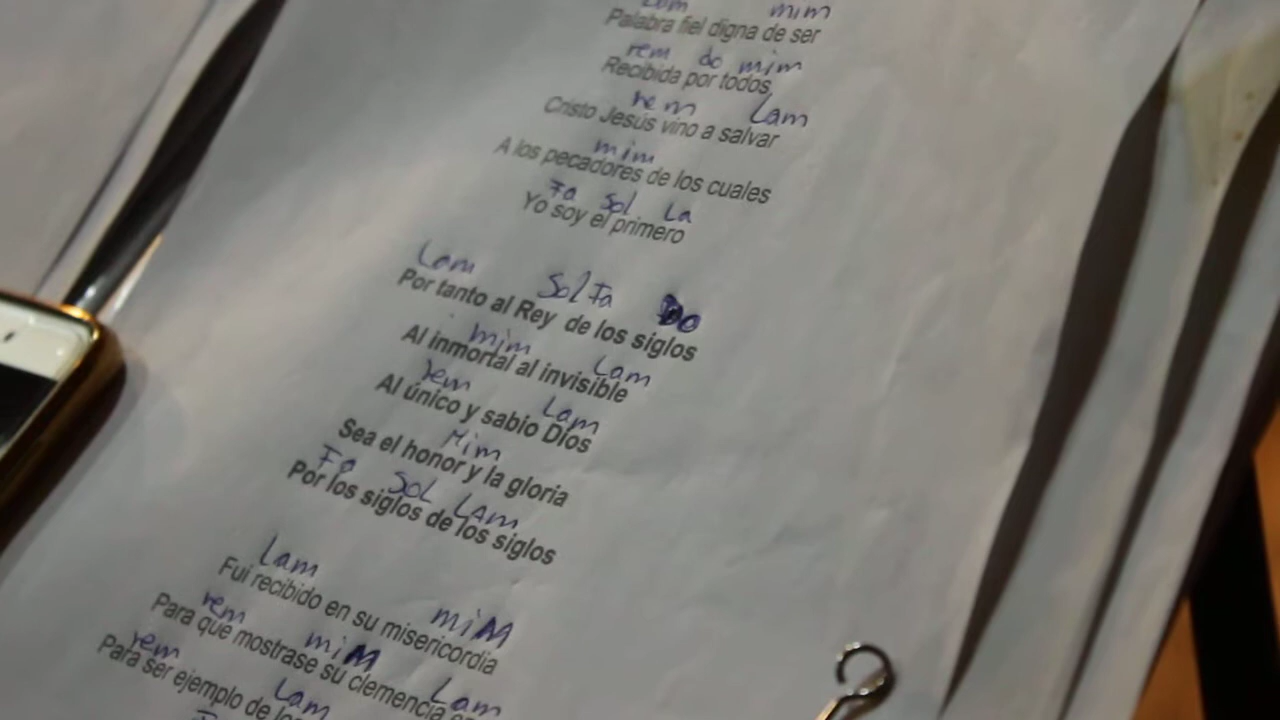 Lam mim
Palabra fiel digna de ser
rem do mim
Recibida por todos,
rem Lam
Cristo Jesús vino a salvar
mim
A los pecadores de los cuales
Fa Sol La
Yo soy el primero
Lam Sol Fa Do
Por tanto al Rey de los siglos
mim Lam
Al inmortal al invisible
rem Lam
Al único y sabio Dios
Mim
Sea el honor y la gloria
Fa SOL LAm
Por los siglos de los siglos
Lam miM
Fui recibido en su misericordia
rem miM
Para que mostrase su clemencia
rem Lam
Para ser ejemplo de